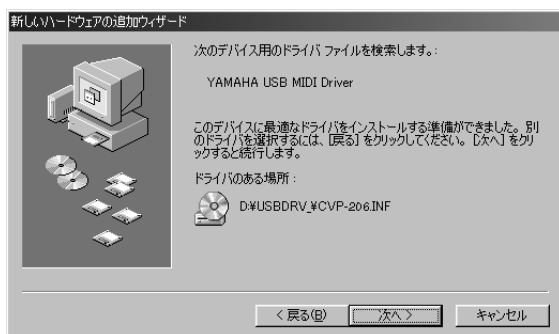 新しいハードウェアの追加ウィザード
次のデバイス用のドライバ ファイルを検索します。:
YAMAHA USB MIDI Driver
このデバイスに最適なドライバをインストールする準備ができました。別
のドライバを選択するには、[戻る] をクリックしてください。[次へ] をクリ
ックすると続行します。
ドライバのある場所:
D:¥USBDRV_¥CVP-206.INF
< 戻る(B)
次へ >
キャンセル